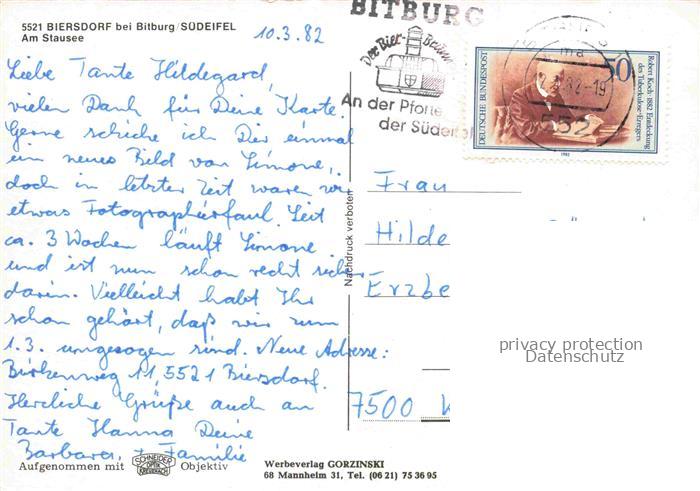 5521 BIERSDORF bei Bitburg/SÜDEIFEL
Am Stausee
10.3.82
Liebe Tante Hildegard,
vielen Dank für Deine Karte.
Gerne schicke ich Dir einmal
ein neues Bild von Simone,
doch in letzter Zeit waren wir
etwas Fotographierfaul. Seit
ca. 3 Wochen läuft Simone
und ist nun schon recht sicher
darin. Vielleicht habt Ihr
schon gehört, daß wir zum
1.3. umgezogen sind. Neue Adresse:
Birkenweg 11, 5521 Biersdorf.
Herzliche Grüße auch an
Tante Hanna Deine
Barbara + Familie
Aufgenommen mit SCHNEIDER OPTIK KREUZNACH Objektiv
Nachdruck verboten
Werbeverlag GORZINSKI
68 Mannheim 31, Tel. (06 21) 75 36 95
BITBURG
Der Bier-Brunnen
An der Pforte
der Südeifel
552
50
DEUTSCHE BUNDESPOST
Robert Koch 1882 Entdeckung
des Tuberkulose-Erregers
1982
Frau
Hilde
Erzbe
7500 K
privacy protection
Datenschutz